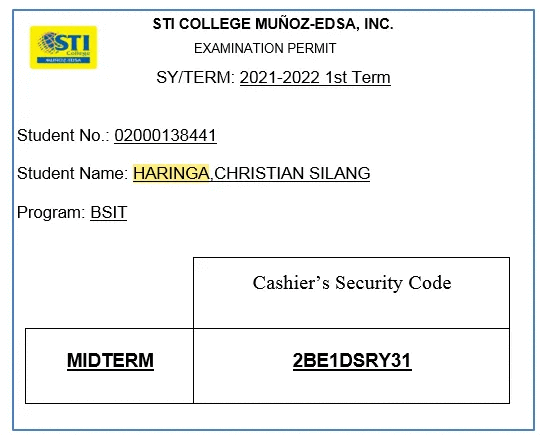 STI COLLEGE MUÑOZ-EDSA, INC.
STI
College
MUÑOZ-EDSA
EXAMINATION PERMIT
SY/TERM: 2021-2022 1st Term
Student No.: 02000138441
Student Name: HARINGA,CHRISTIAN SILANG
Program: BSIT
Cashier’s Security Code
MIDTERM 2BE1DSRY31